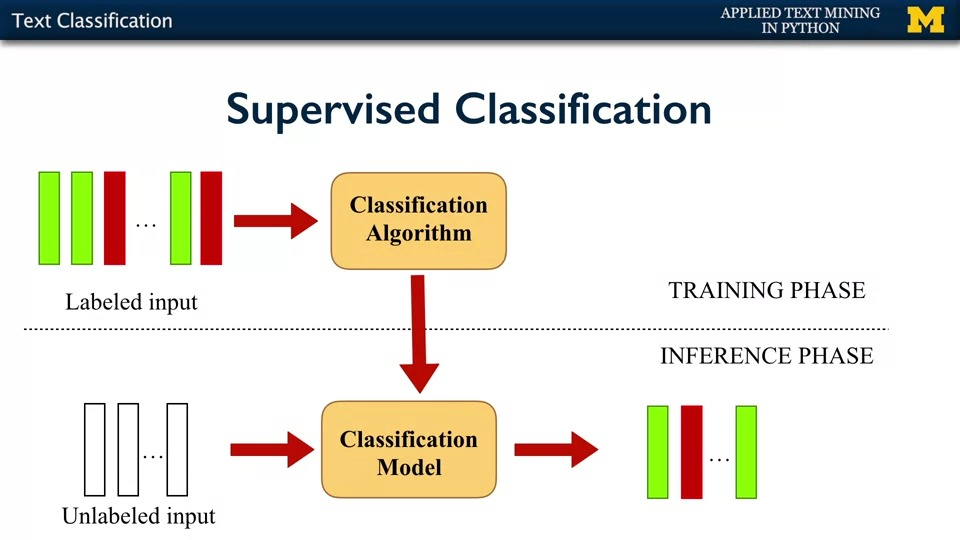 Text Classification
APPLIED TEXT MINING
IN PYTHON
M
Supervised Classification
...
Classification
Algorithm
Labeled input
TRAINING PHASE
INFERENCE PHASE
...
Classification
Model
...
Unlabeled input